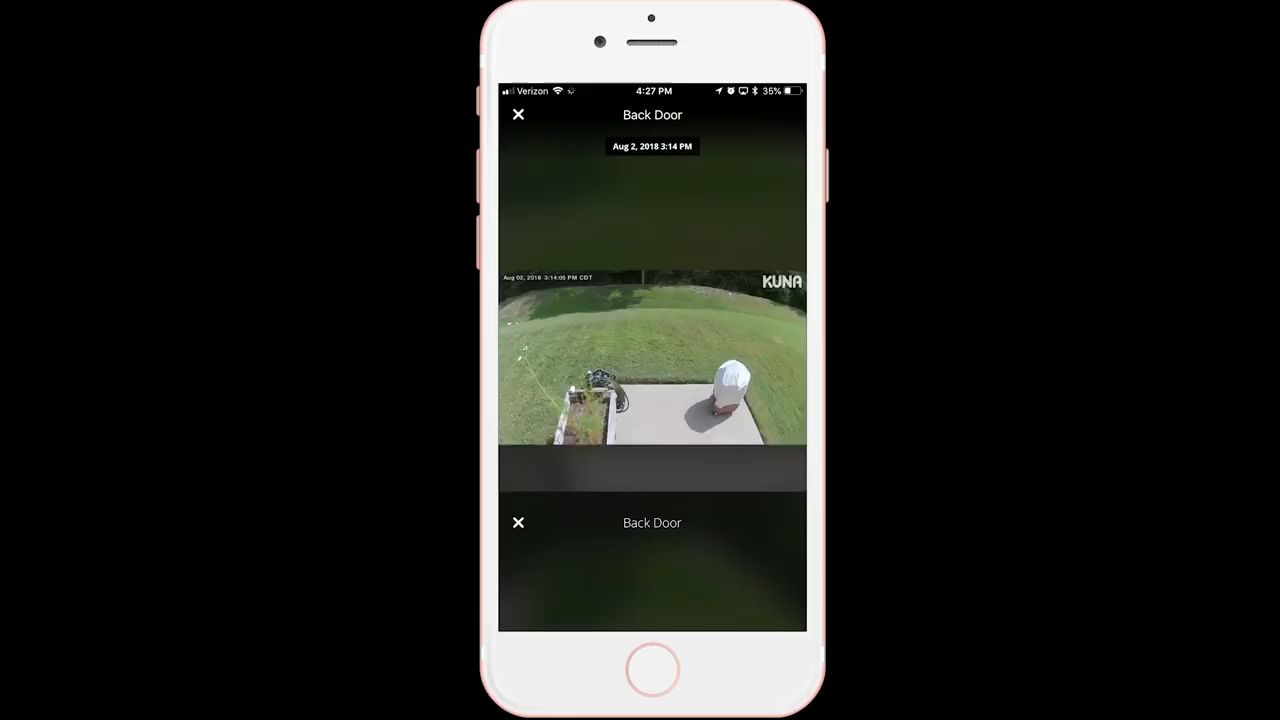 Verizon 4:27 PM 35%
Back Door
Aug 2, 2018 3:14 PM
Aug 02, 2018 3:14:05 PM CDT KUNA
Back Door